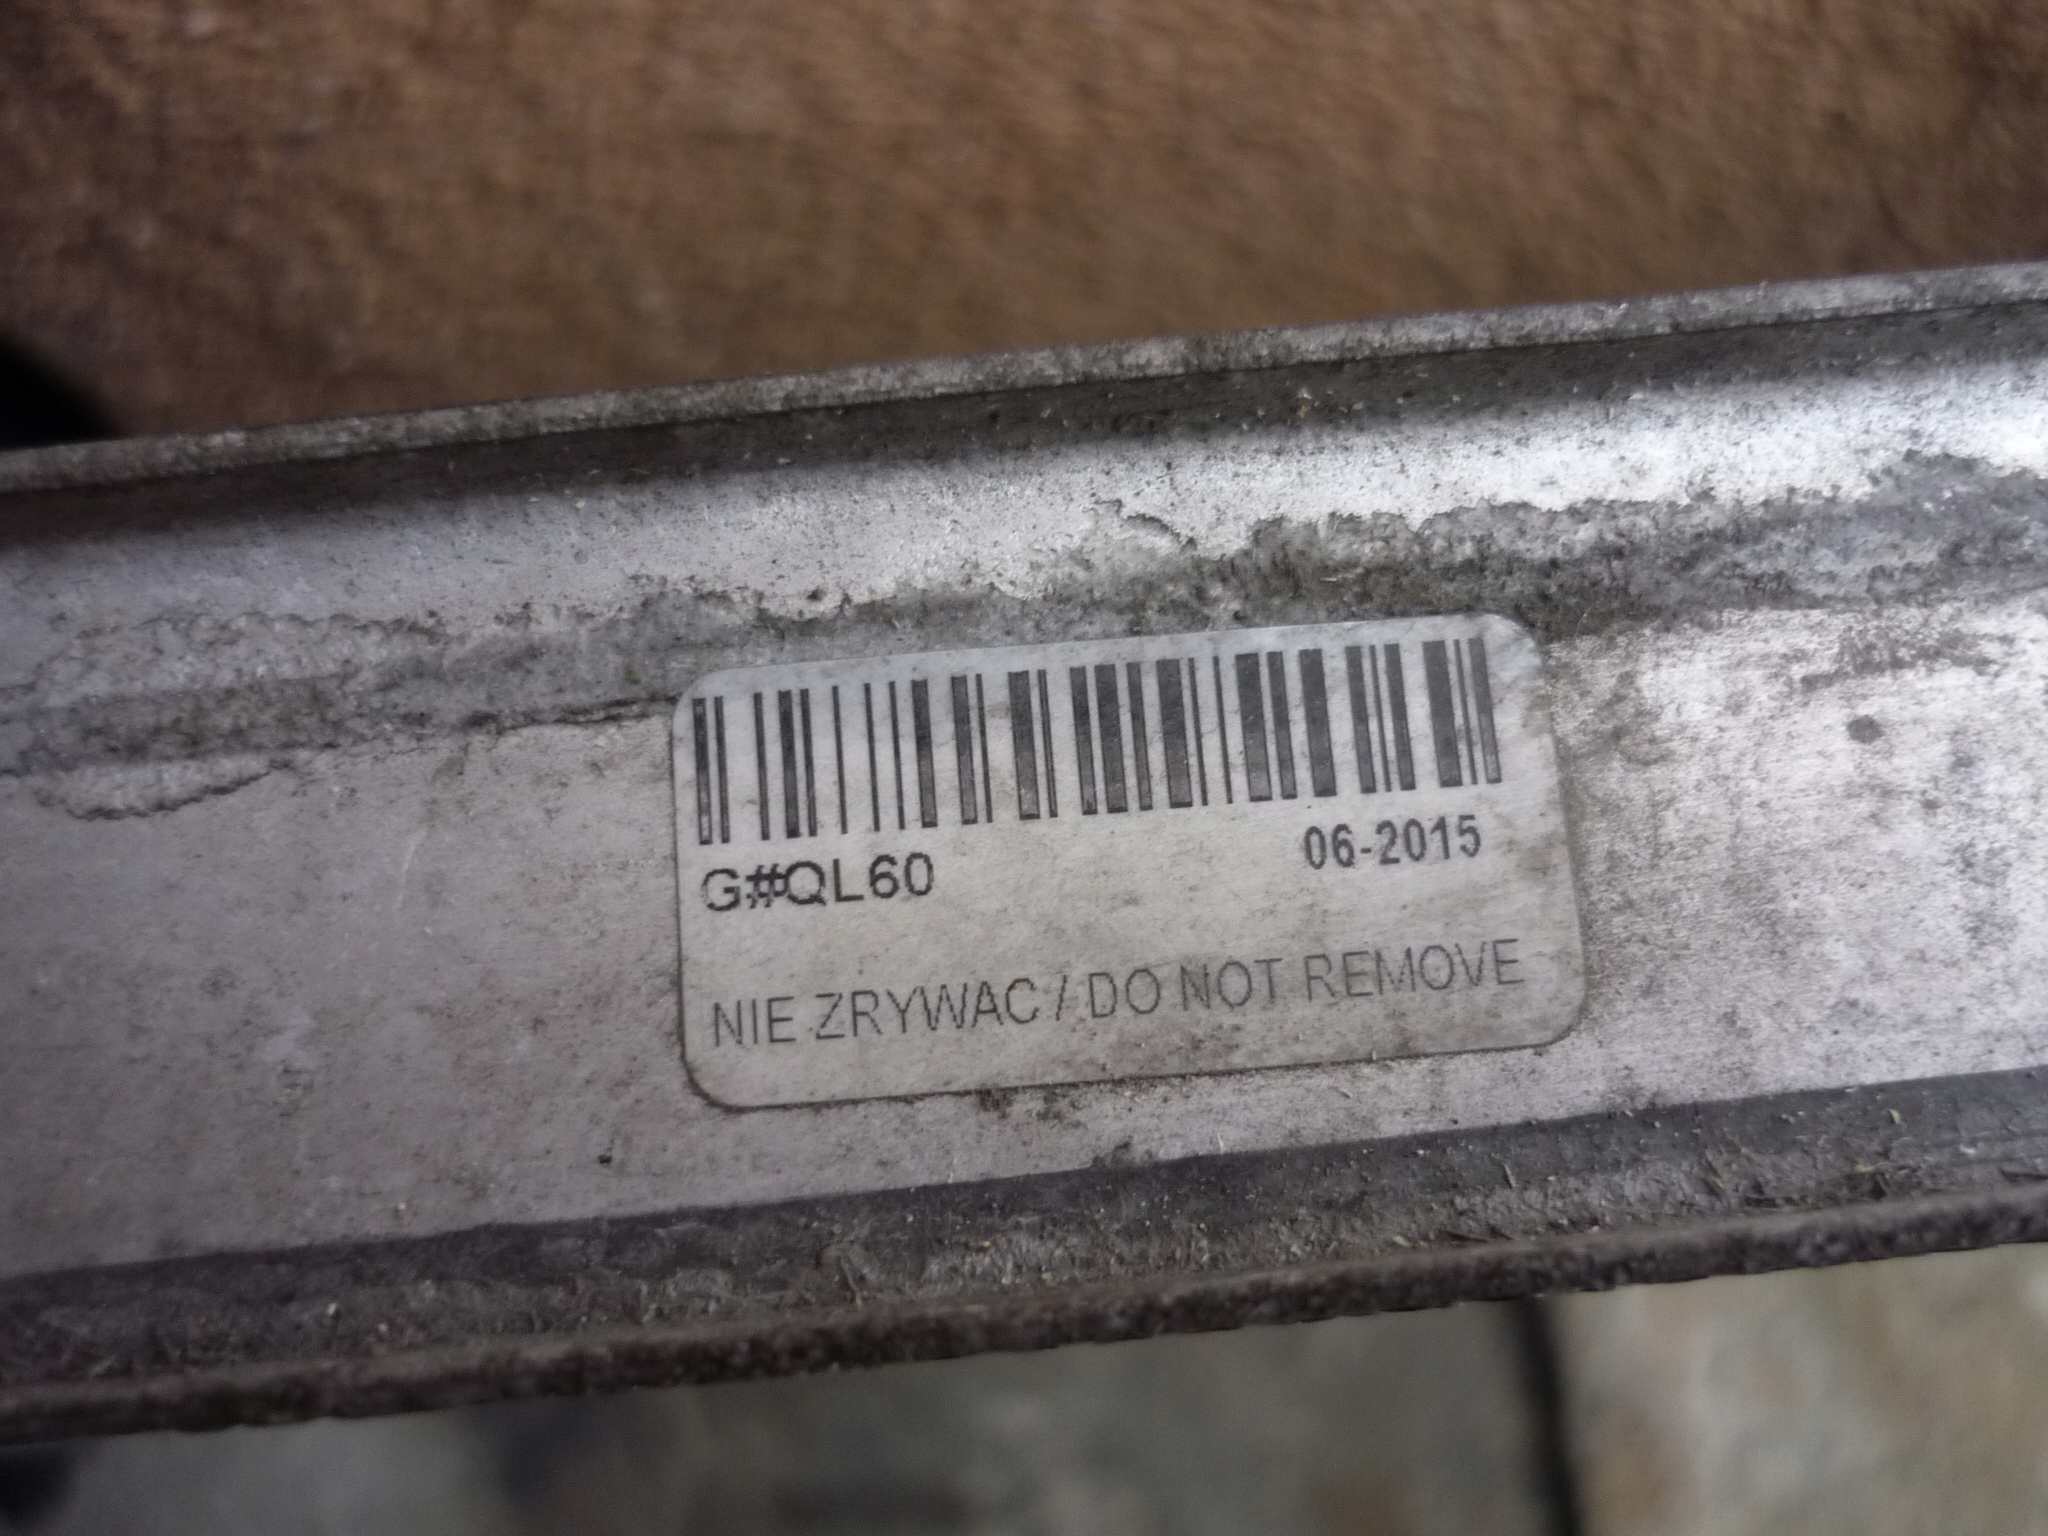 G#QL60 06-2015
NIE ZRYWAC / DO NOT REMOVE